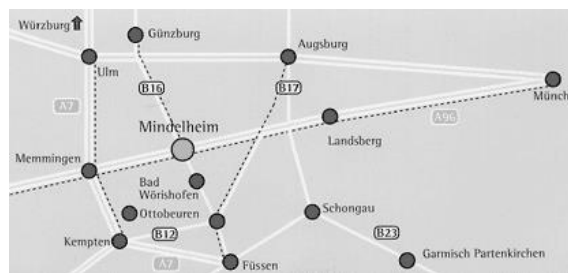 Würzburg
Günzburg
Augsburg
Ulm
B16
B17
Münch
A7
Mindelheim
A96
Landsberg
Memmingen
Bad
Wörishofen
Ottobeuren
Schongau
B12
B23
Kempten
Garmisch Partenkirchen
A7
Füssen